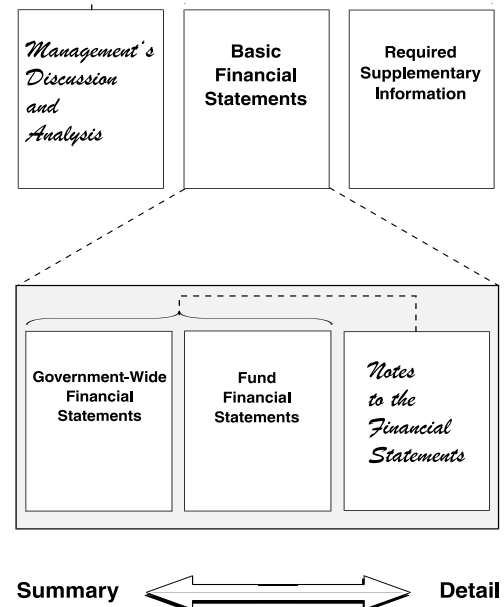 Management's
Discussion
and
Analysis
Basic
Financial
Statements
Required
Supplementary
Information
Government-Wide
Financial
Statements
Fund
Financial
Statements
Notes
to the
Financial
Statements
Summary
Detail